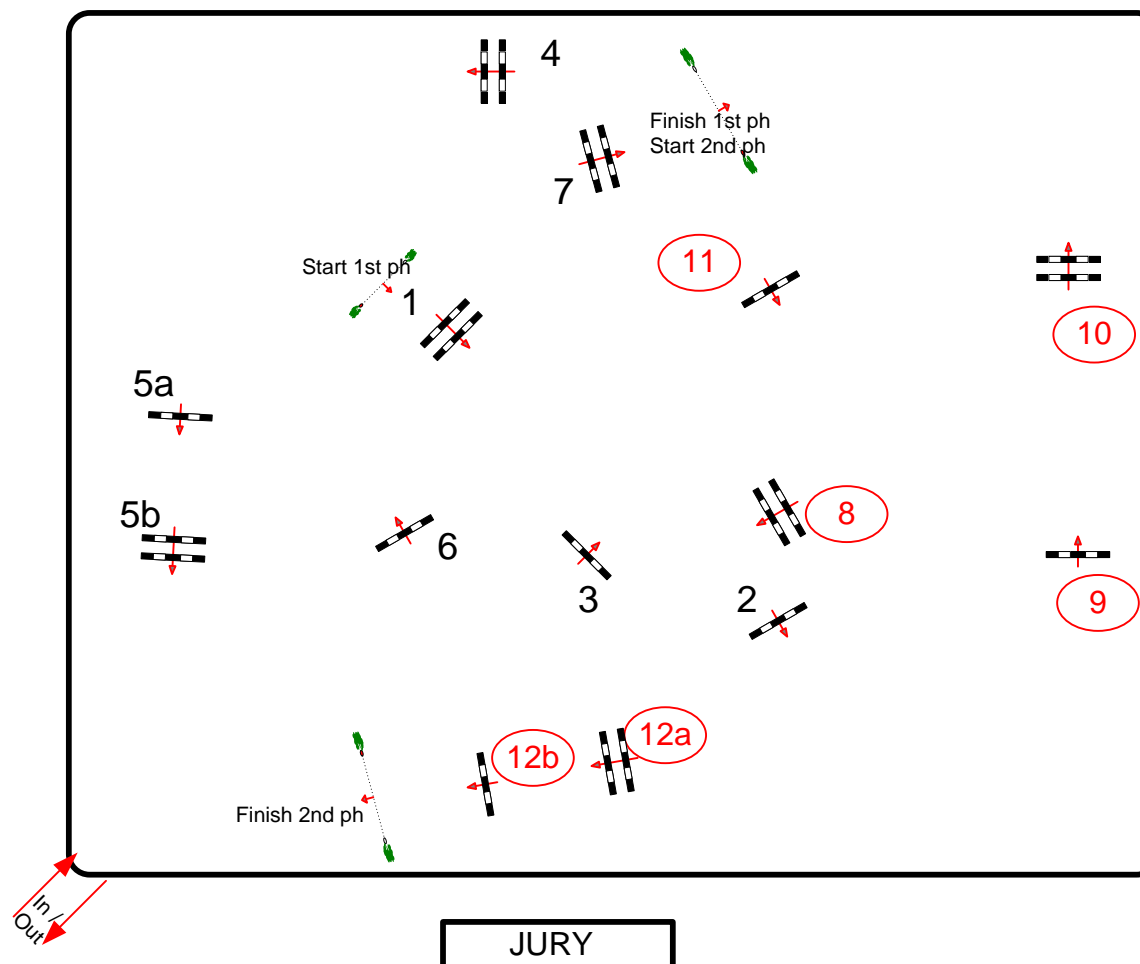 4
Finish 1st ph
Start 2nd ph
7
11
Start 1st ph
1
10
5a
5b
8
6
3
2
9
12a
12b
Finish 2nd ph
In /
Out
JURY